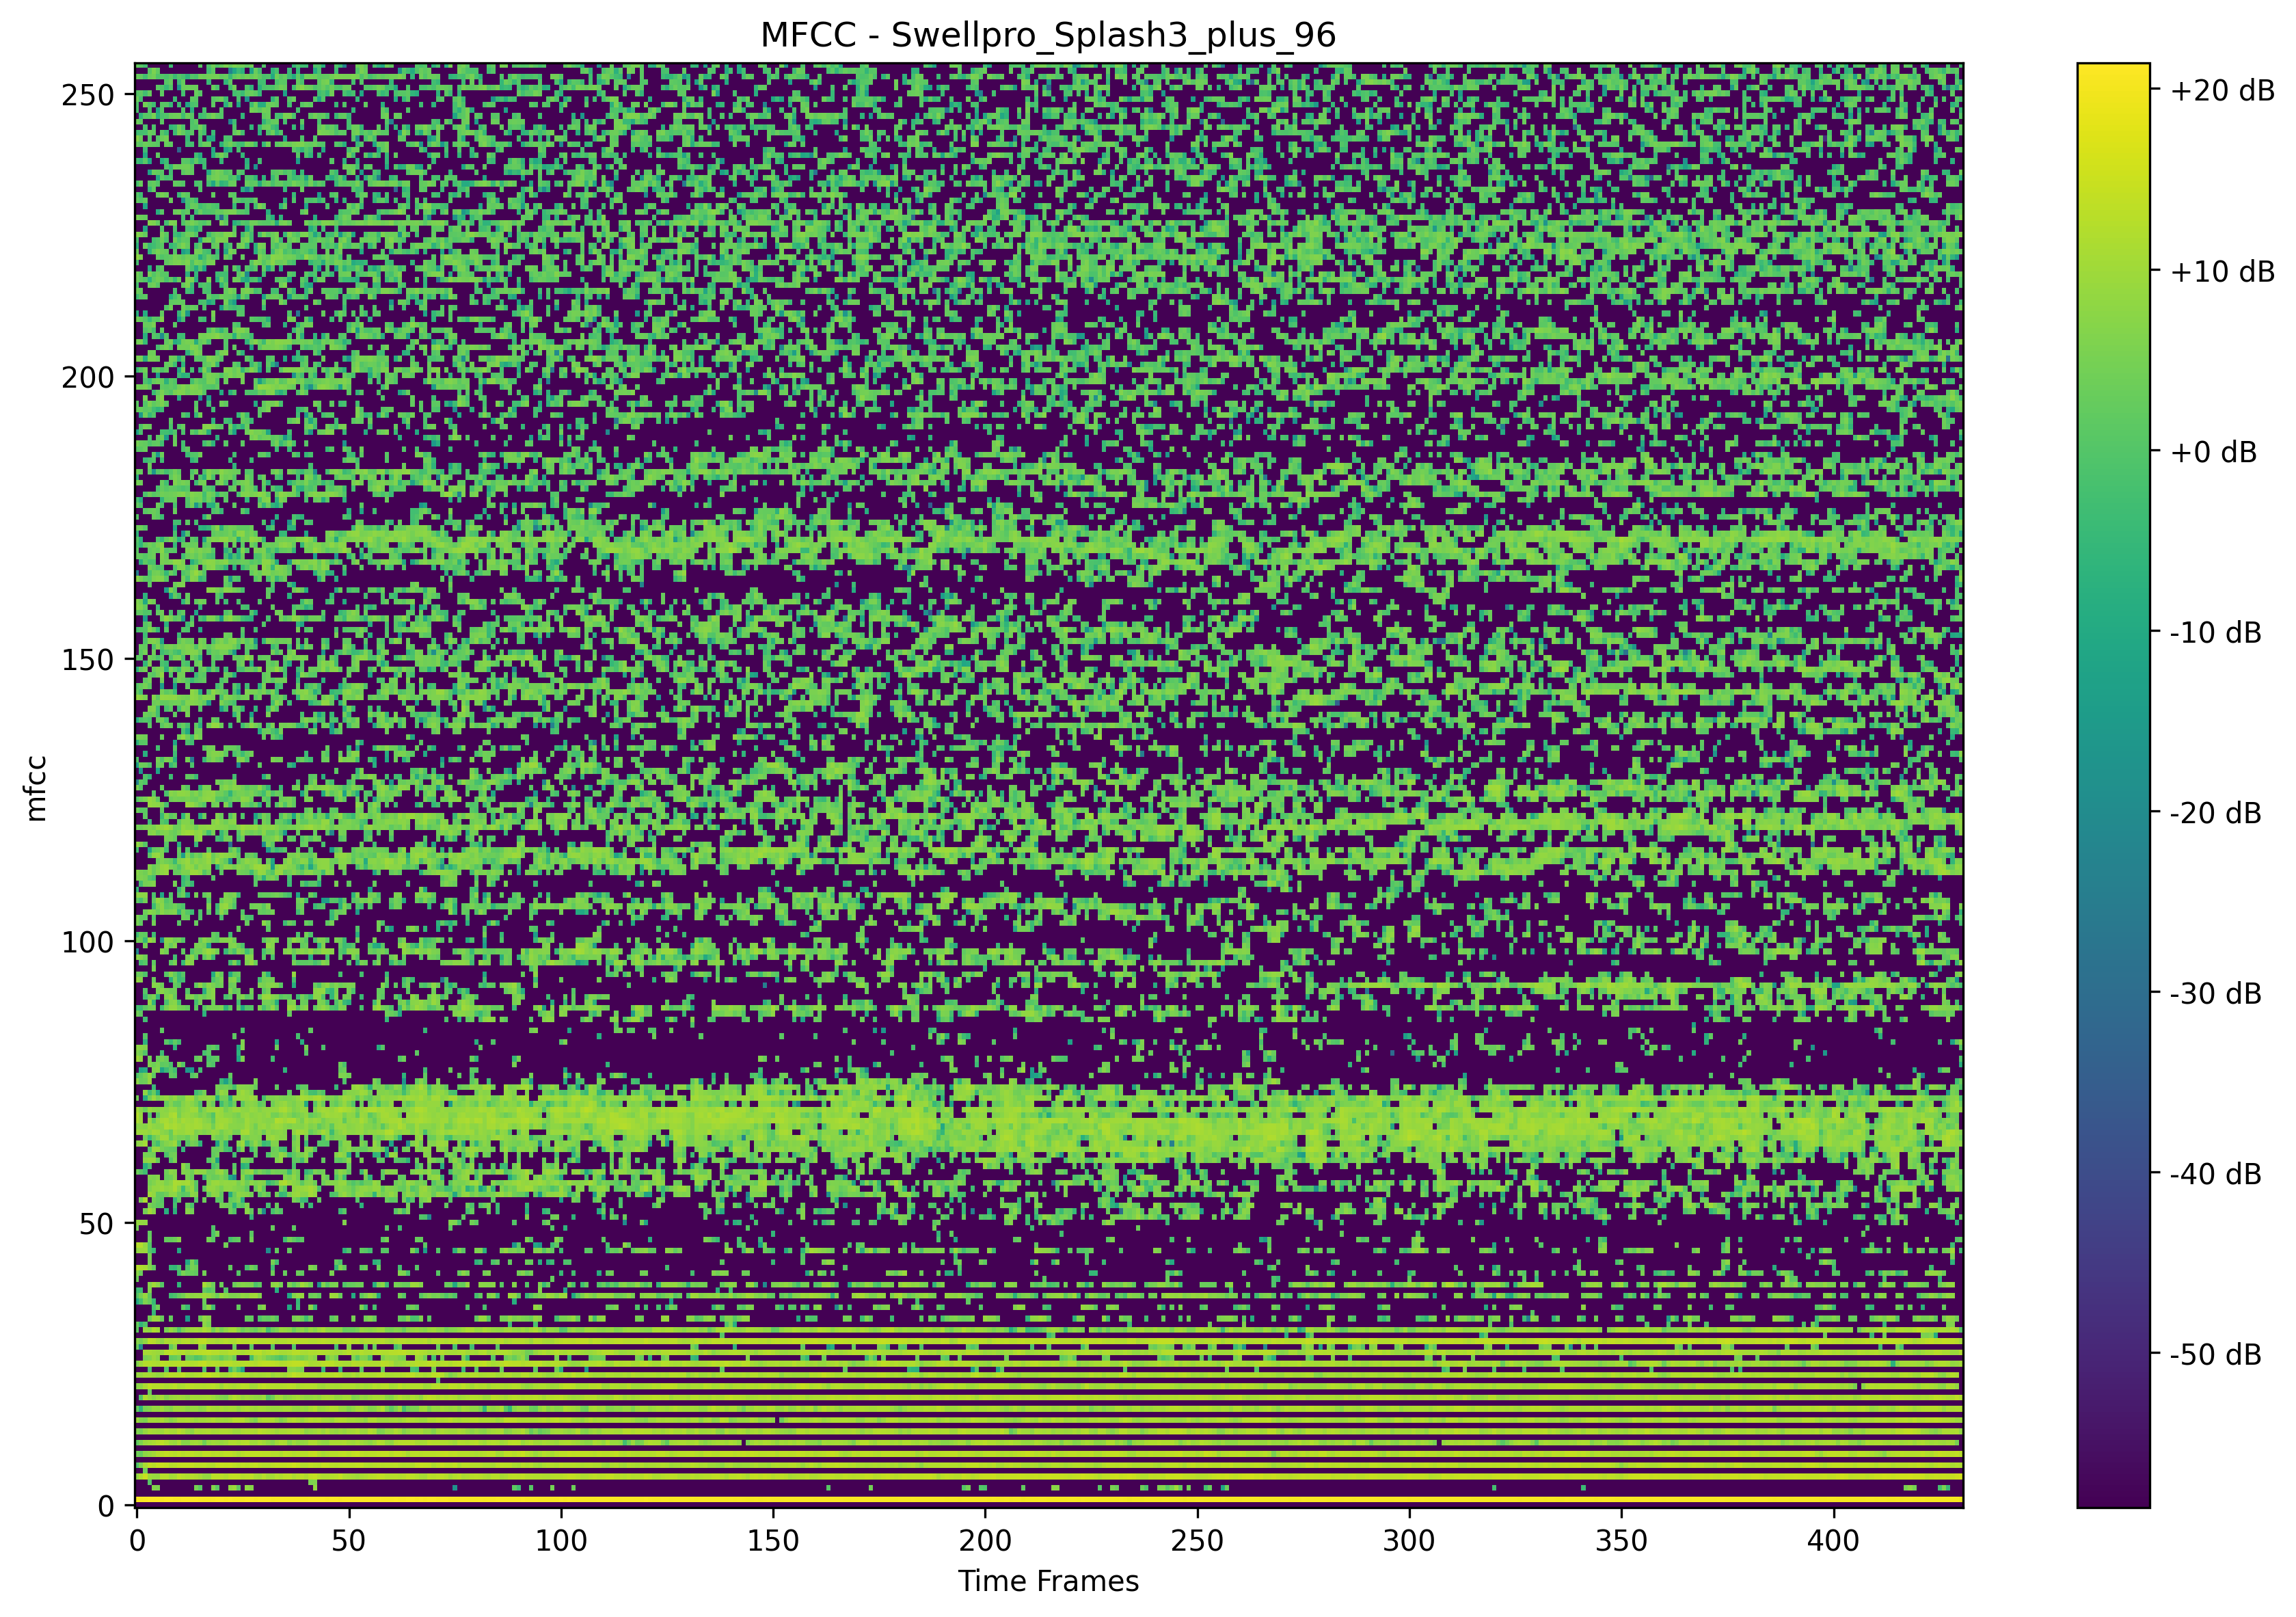 MFCC - Swellpro_Splash3_plus_96
250
200
150
100
50
0
mfcc
0 50 100 150 200 250 300 350 400
Time Frames
+20 dB
+10 dB
+0 dB
-10 dB
-20 dB
-30 dB
-40 dB
-50 dB